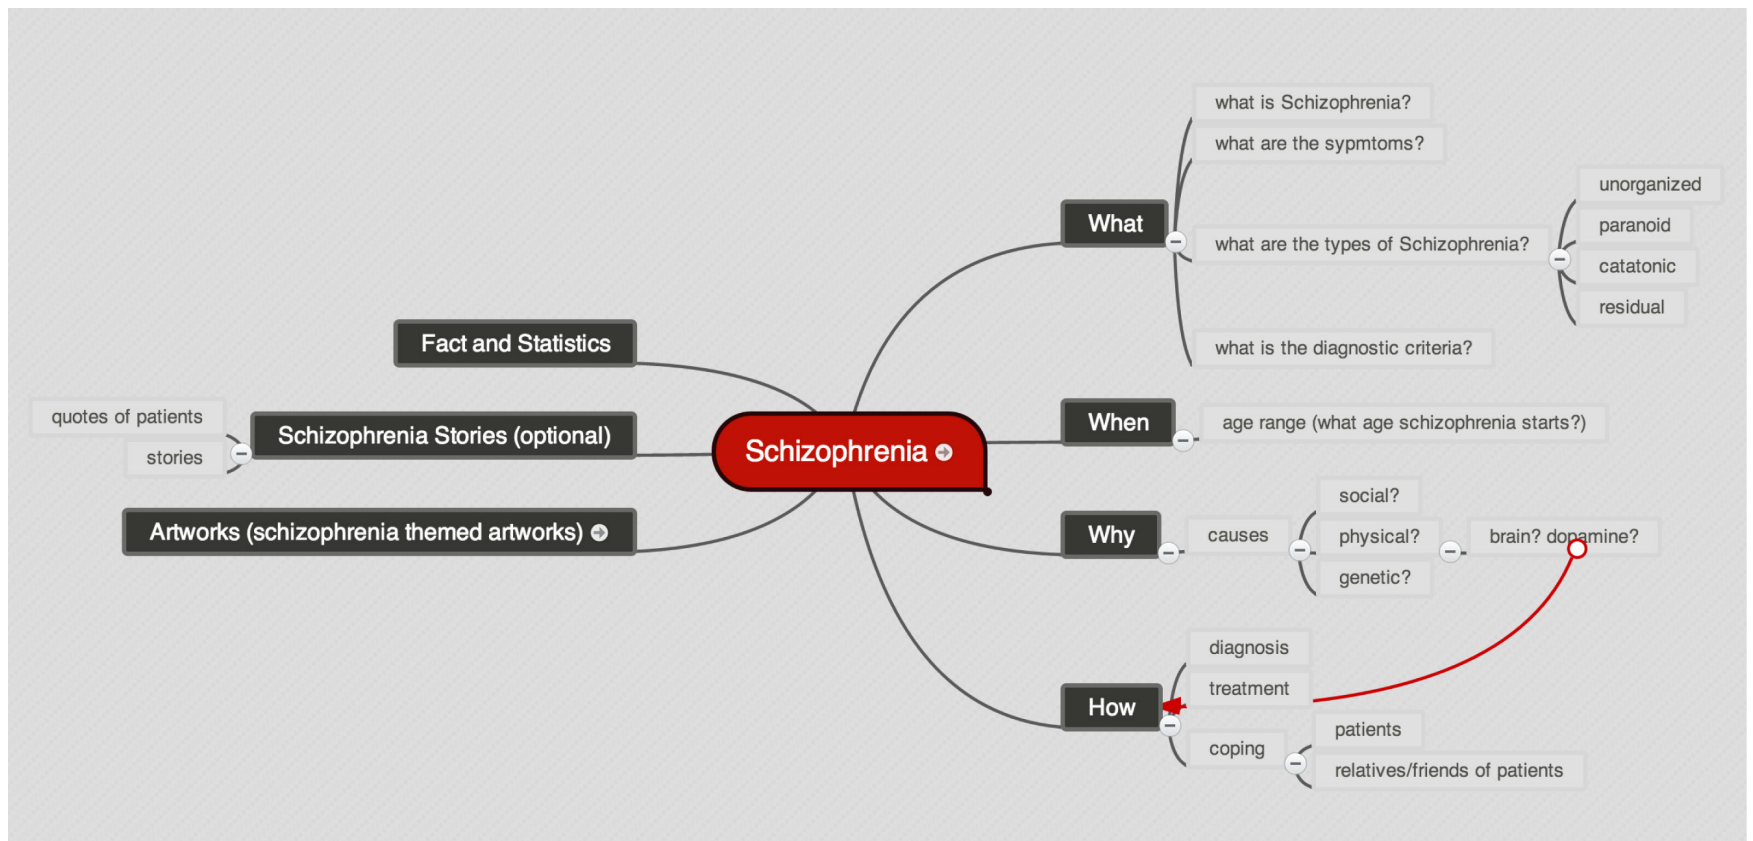 what is Schizophrenia?
what are the sypmtoms?
What
what are the types of Schizophrenia?
unorganized
paranoid
catatonic
residual
what is the diagnostic criteria?
Fact and Statistics
quotes of patients
stories
Schizophrenia Stories (optional)
Schizophrenia
Artworks (schizophrenia themed artworks)
When
age range (what age schizophrenia starts?)
Why
causes
social?
physical?
genetic?
brain? dopamine?
How
diagnosis
treatment
coping
patients
relatives/friends of patients